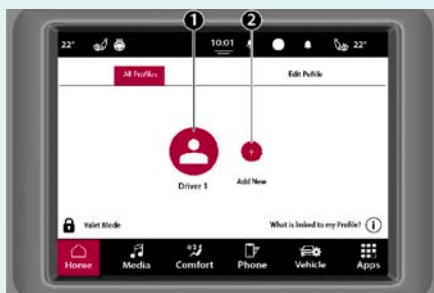 1 2
22° 10:01 22°
All Profiles Edit Pofile
Driver 1 Add New
Valet Mode What is linked to my Profile?
Home Media Comfort Phone Vehicle Apps